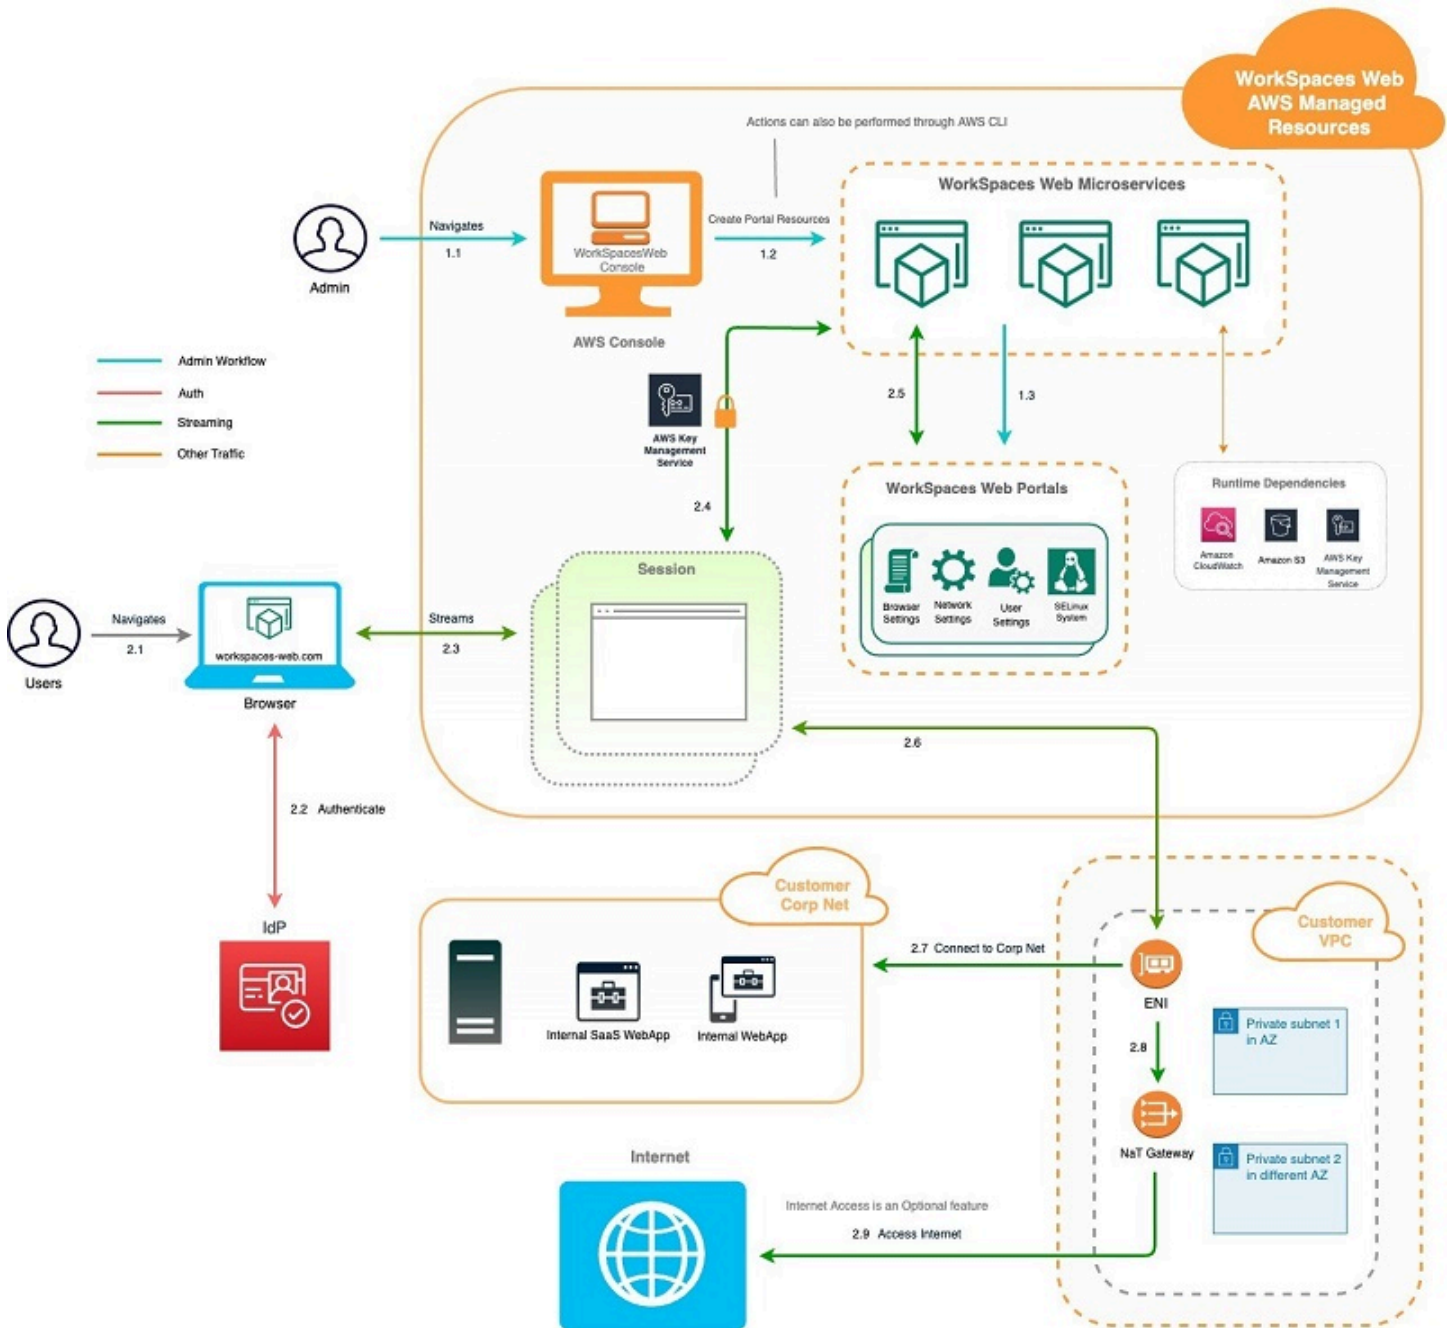 WorkSpaces Web
AWS Managed
Resources
Actions can also be performed through AWS CLI
WorkSpaces Web Microservices
Navigates
1.1
Admin
WorkSpacesWeb
Console
AWS Console
Create Portal Resources
1.2
Admin Workflow
Auth
Streaming
Other Traffic
AWS Key
Management
Service
2.4
2.5
1.3
WorkSpaces Web Portals
Browser
Settings
Network
Settings
User
Settings
SELinux
System
Runtime Dependencies
Amazon
CloudWatch
Amazon S3
AWS Key
Management
Service
Session
Users
Navigates
2.1
workspaces-web.com
Browser
Streams
2.3
2.6
2.2 Authenticate
IdP
Customer
Corp Net
Internal SaaS WebApp
Internal WebApp
2.7 Connect to Corp Net
Customer
VPC
ENI
2.8
Private subnet 1
in AZ
NaT Gateway
Private subnet 2
in different AZ
Internet
Internet Access is an Optional feature
2.9 Access Internet